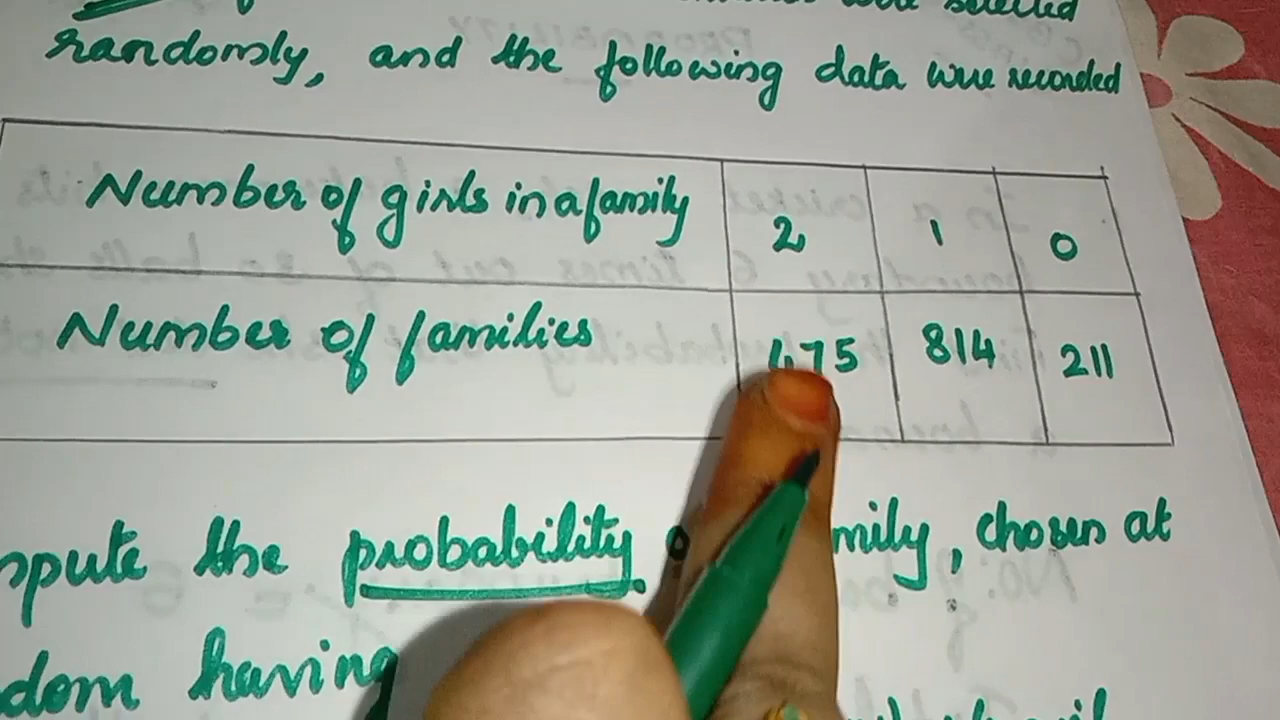 selected
randomly, and the following data were recorded
Number of girls in a family 2 1 0
Number of families 475 814 211
the probability mily, chosen at
dom having